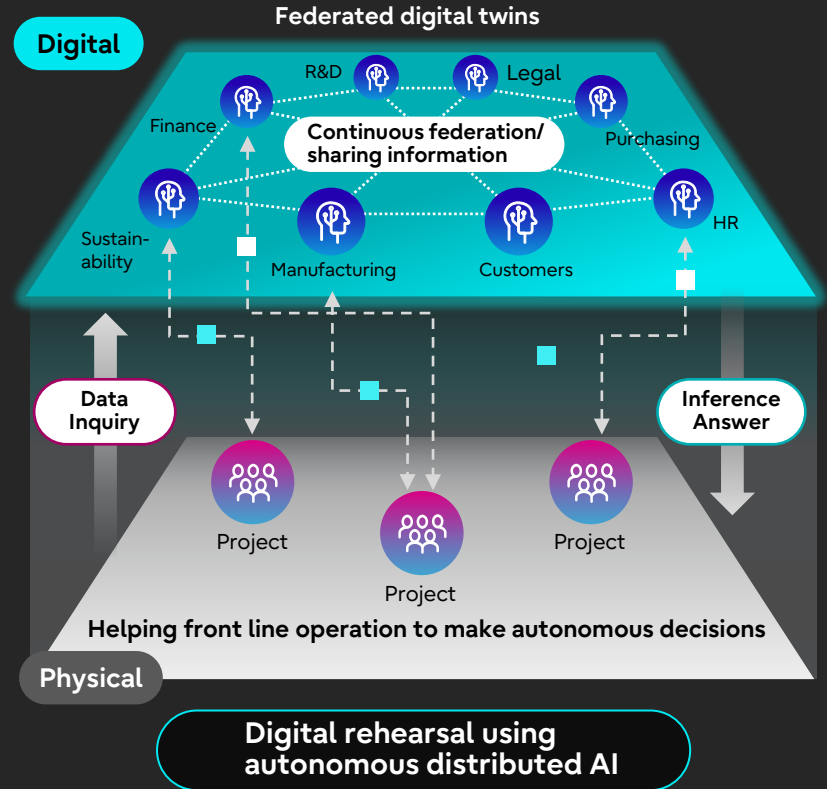 Federated digital twins
Digital
R&D
Legal
Finance
Purchasing
Continuous federation/
sharing information
Sustain-
ability
Manufacturing
Customers
HR
Data
Inquiry
Inference
Answer
Project
Project
Project
Helping front line operation to make autonomous decisions
Physical
Digital rehearsal using
autonomous distributed AI